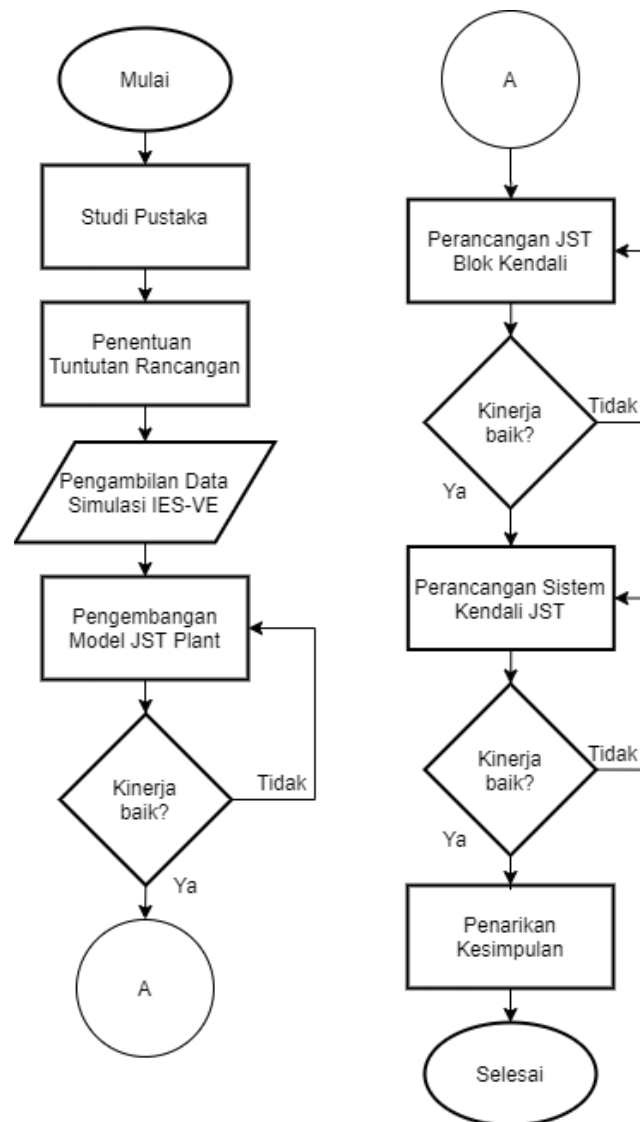 Mulai
Studi Pustaka
Penentuan
Tuntutan Rancangan
Pengambilan Data
Simulasi IES-VE
Pengembangan
Model JST Plant
Kinerja
baik?
Tidak
Ya
A
A
Perancangan JST
Blok Kendali
Kinerja
baik?
Tidak
Ya
Perancangan Sistem
Kendali JST
Kinerja
baik?
Tidak
Ya
Penarikan
Kesimpulan
Selesai